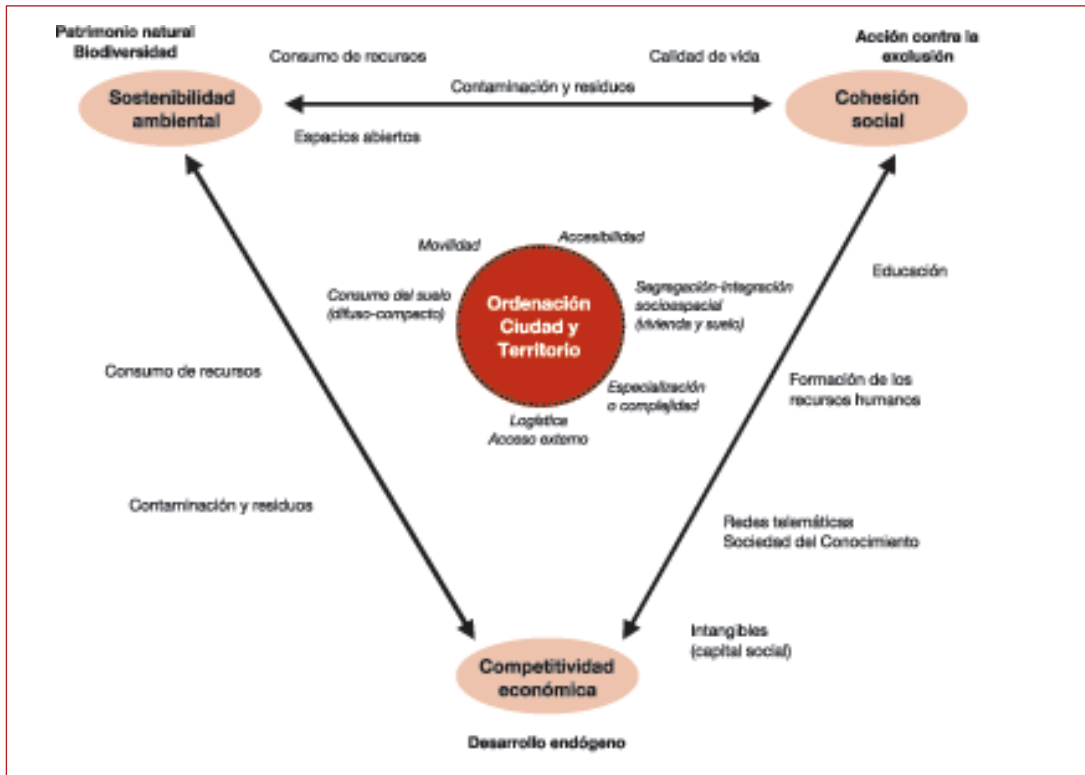 Patrimonio natural
Biodiversidad
Acción contra la
exclusión
Consumo de recursos
Calidad de vida
Sostenibilidad
ambiental
Contaminación y residuos
Cohesión
social
Espacios abiertos
Movilidad
Accesibilidad
Consumo del suelo
(difuso-compacto)
Ordenación
Ciudad y
Territorio
Segregación-integración
socioespacial
(vivienda y suelo)
Educación
Consumo de recursos
Especialización
o complejidad
Formación de los
recursos humanos
Logística
Acceso externo
Contaminación y residuos
Redes telemáticas
Sociedad del Conocimiento
Intangibles
(capital social)
Competitividad
económica
Desarrollo endógeno